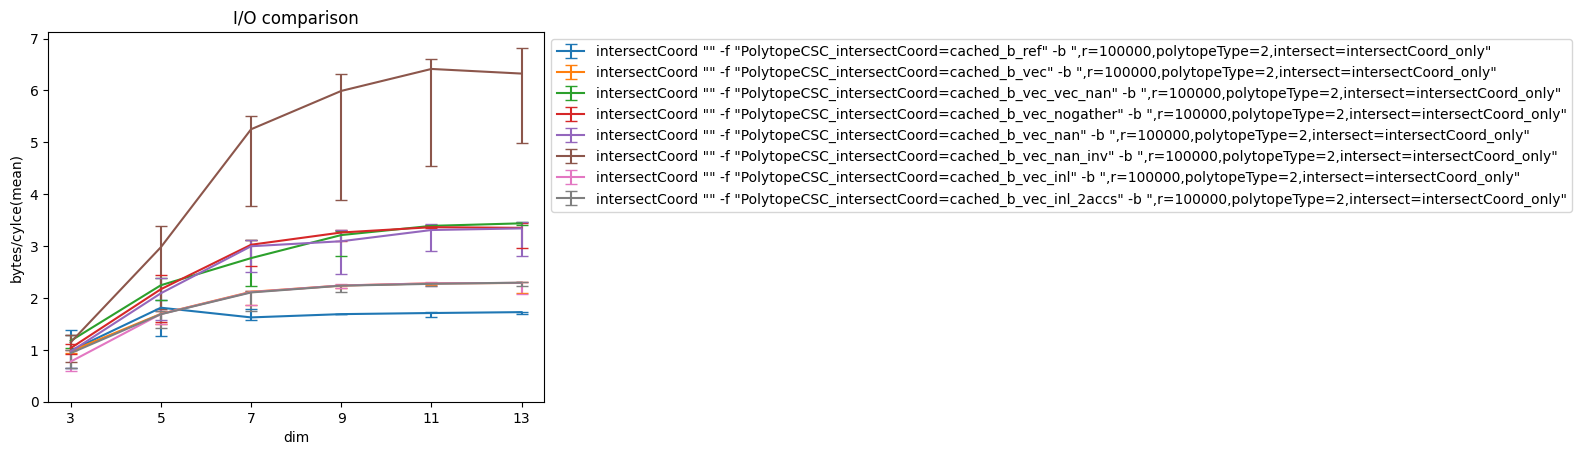 I/O comparison
bytes/cylce(mean)
7
6
5
4
3
2
1
0
3 5 7 9 11 13
dim
intersectCoord "" -f "PolytopeCSC_intersectCoord=cached_b_ref" -b ",r=100000,polytopeType=2,intersect=intersectCoord_only"
intersectCoord "" -f "PolytopeCSC_intersectCoord=cached_b_vec" -b ",r=100000,polytopeType=2,intersect=intersectCoord_only"
intersectCoord "" -f "PolytopeCSC_intersectCoord=cached_b_vec_vec_nan" -b ",r=100000,polytopeType=2,intersect=intersectCoord_only"
intersectCoord "" -f "PolytopeCSC_intersectCoord=cached_b_vec_nogather" -b ",r=100000,polytopeType=2,intersect=intersectCoord_only"
intersectCoord "" -f "PolytopeCSC_intersectCoord=cached_b_vec_nan" -b ",r=100000,polytopeType=2,intersect=intersectCoord_only"
intersectCoord "" -f "PolytopeCSC_intersectCoord=cached_b_vec_nan_inv" -b ",r=100000,polytopeType=2,intersect=intersectCoord_only"
intersectCoord "" -f "PolytopeCSC_intersectCoord=cached_b_vec_inl" -b ",r=100000,polytopeType=2,intersect=intersectCoord_only"
intersectCoord "" -f "PolytopeCSC_intersectCoord=cached_b_vec_inl_2accs" -b ",r=100000,polytopeType=2,intersect=intersectCoord_only"